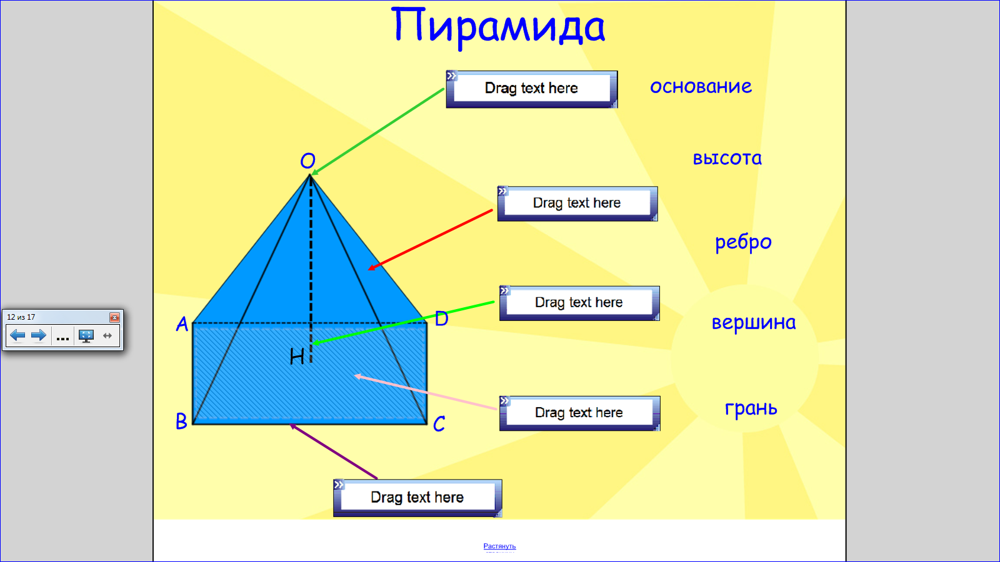 Пирамида
Drag text here
основание
высота
O
Drag text here
ребро
Drag text here
12 из 17
A
D
вершина
H
Drag text here
грань
B
C
Drag text here
Растянуть